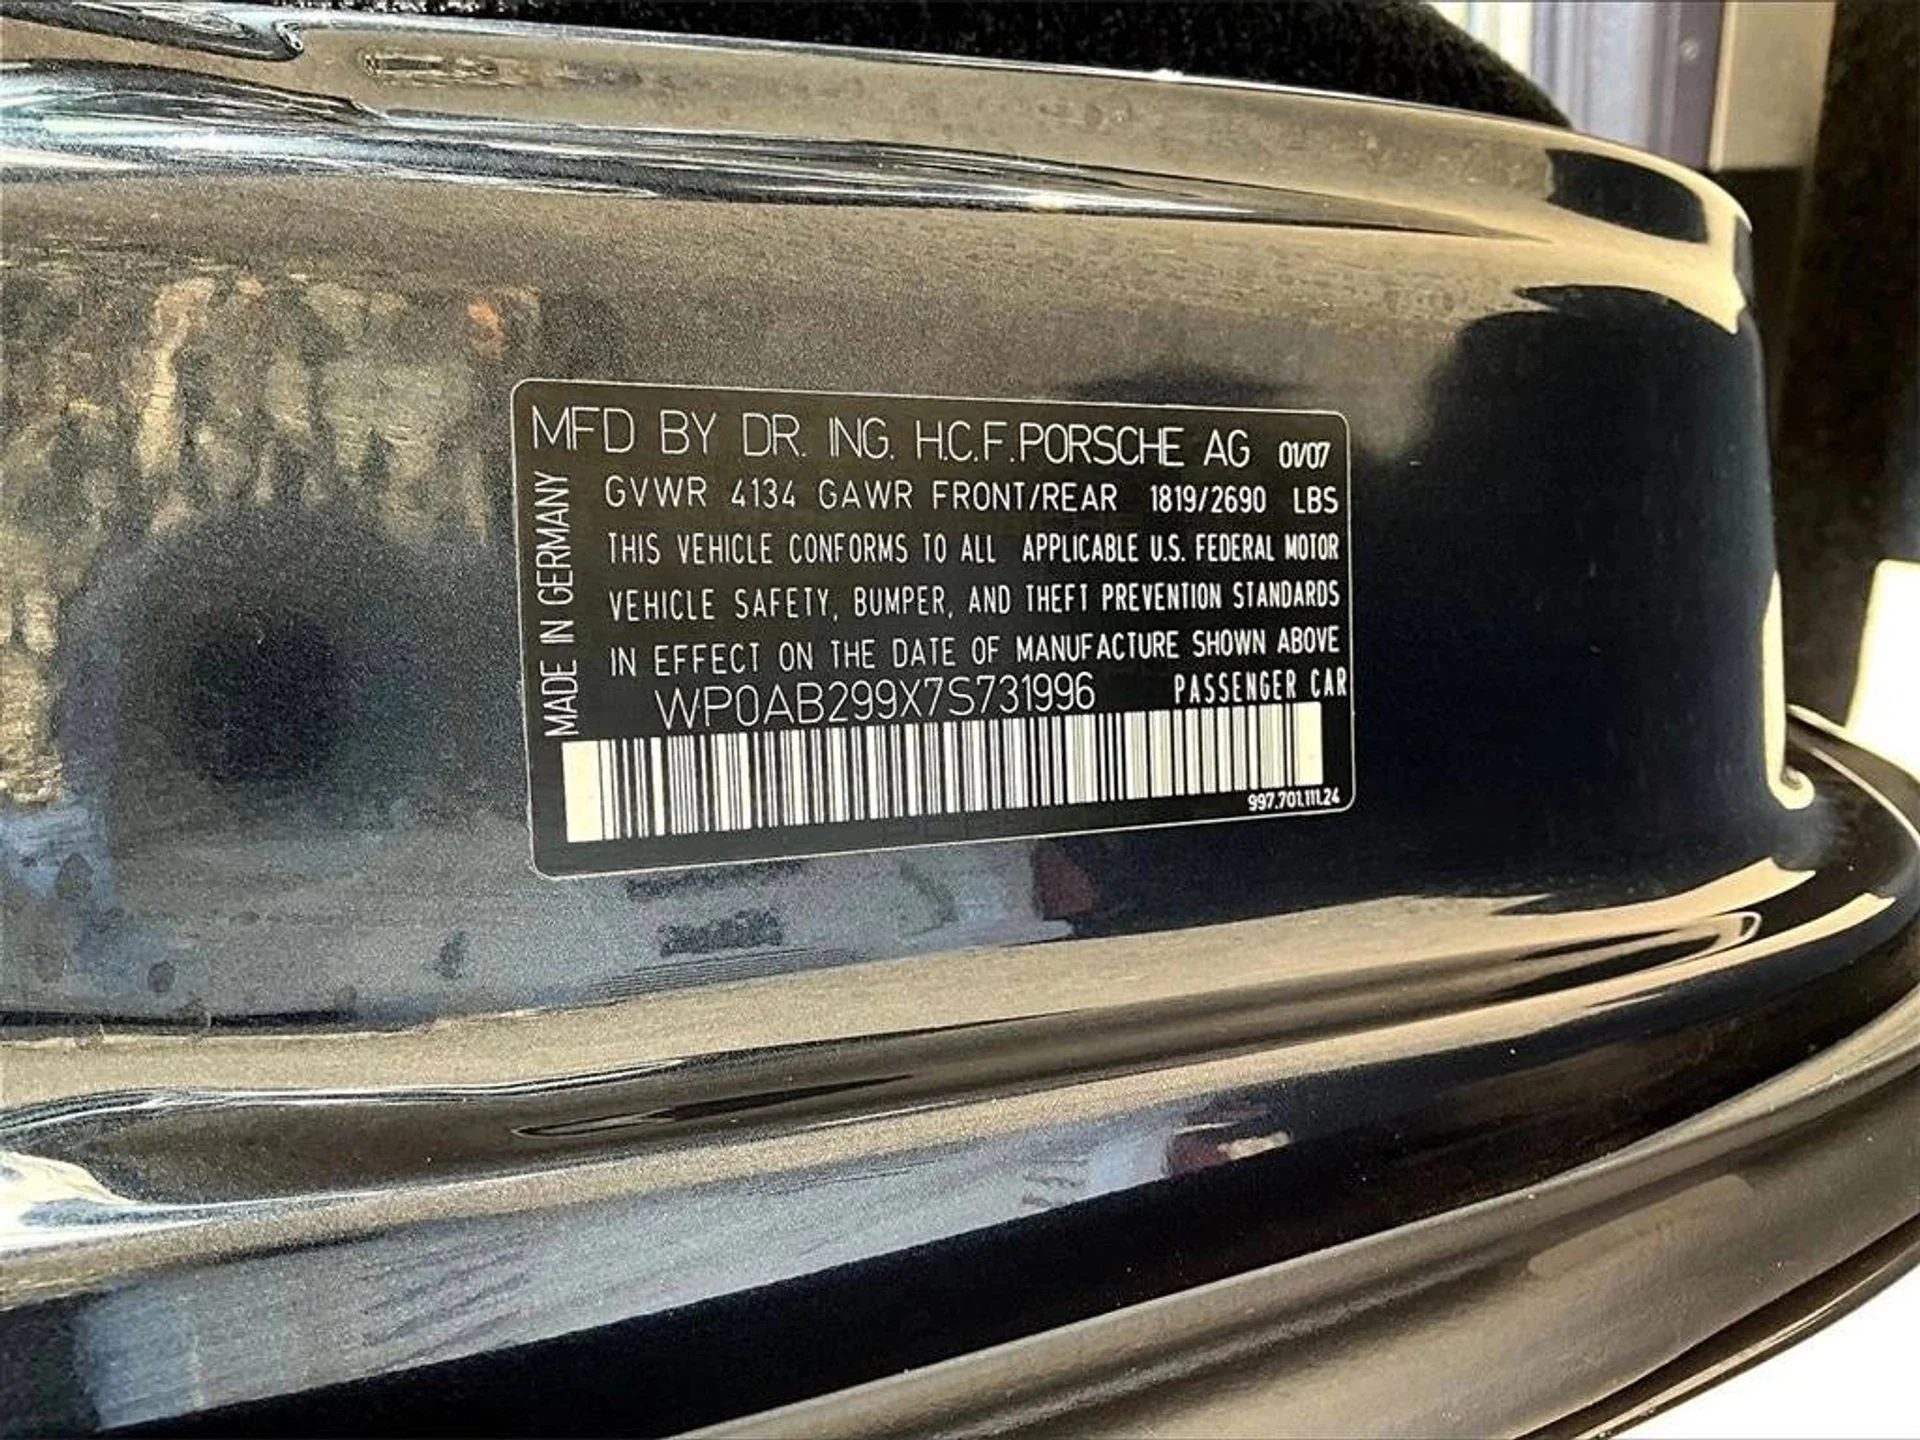 MFD BY DR. ING. H.C.F. PORSCHE AG 01/07
GVWR 4134 GAWR FRONT/REAR 1819/2690 LBS
THIS VEHICLE CONFORMS TO ALL APPLICABLE U.S. FEDERAL MOTOR
VEHICLE SAFETY, BUMPER, AND THEFT PREVENTION STANDARDS
IN EFFECT ON THE DATE OF MANUFACTURE SHOWN ABOVE
WP0AB299X7S731996 PASSENGER CAR
997.701.111.24
MADE IN GERMANY